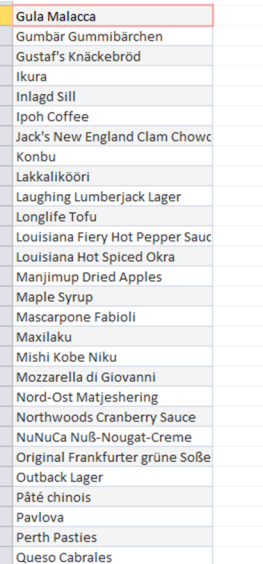 Gula Malacca
Gumbär Gummibärchen
Gustaf's Knäckebröd
Ikura
Inlagd Sill
Ipoh Coffee
Jack's New England Clam Chowc
Konbu
Lakkalikööri
Laughing Lumberjack Lager
Longlife Tofu
Louisiana Fiery Hot Pepper Sauc
Louisiana Hot Spiced Okra
Manjimup Dried Apples
Maple Syrup
Mascarpone Fabioli
Maxilaku
Mishi Kobe Niku
Mozzarella di Giovanni
Nord-Ost Matjeshering
Northwoods Cranberry Sauce
NuNuCa Nuß-Nougat-Creme
Original Frankfurter grüne Soße
Outback Lager
Pâté chinois
Pavlova
Perth Pasties
Queso Cabrales